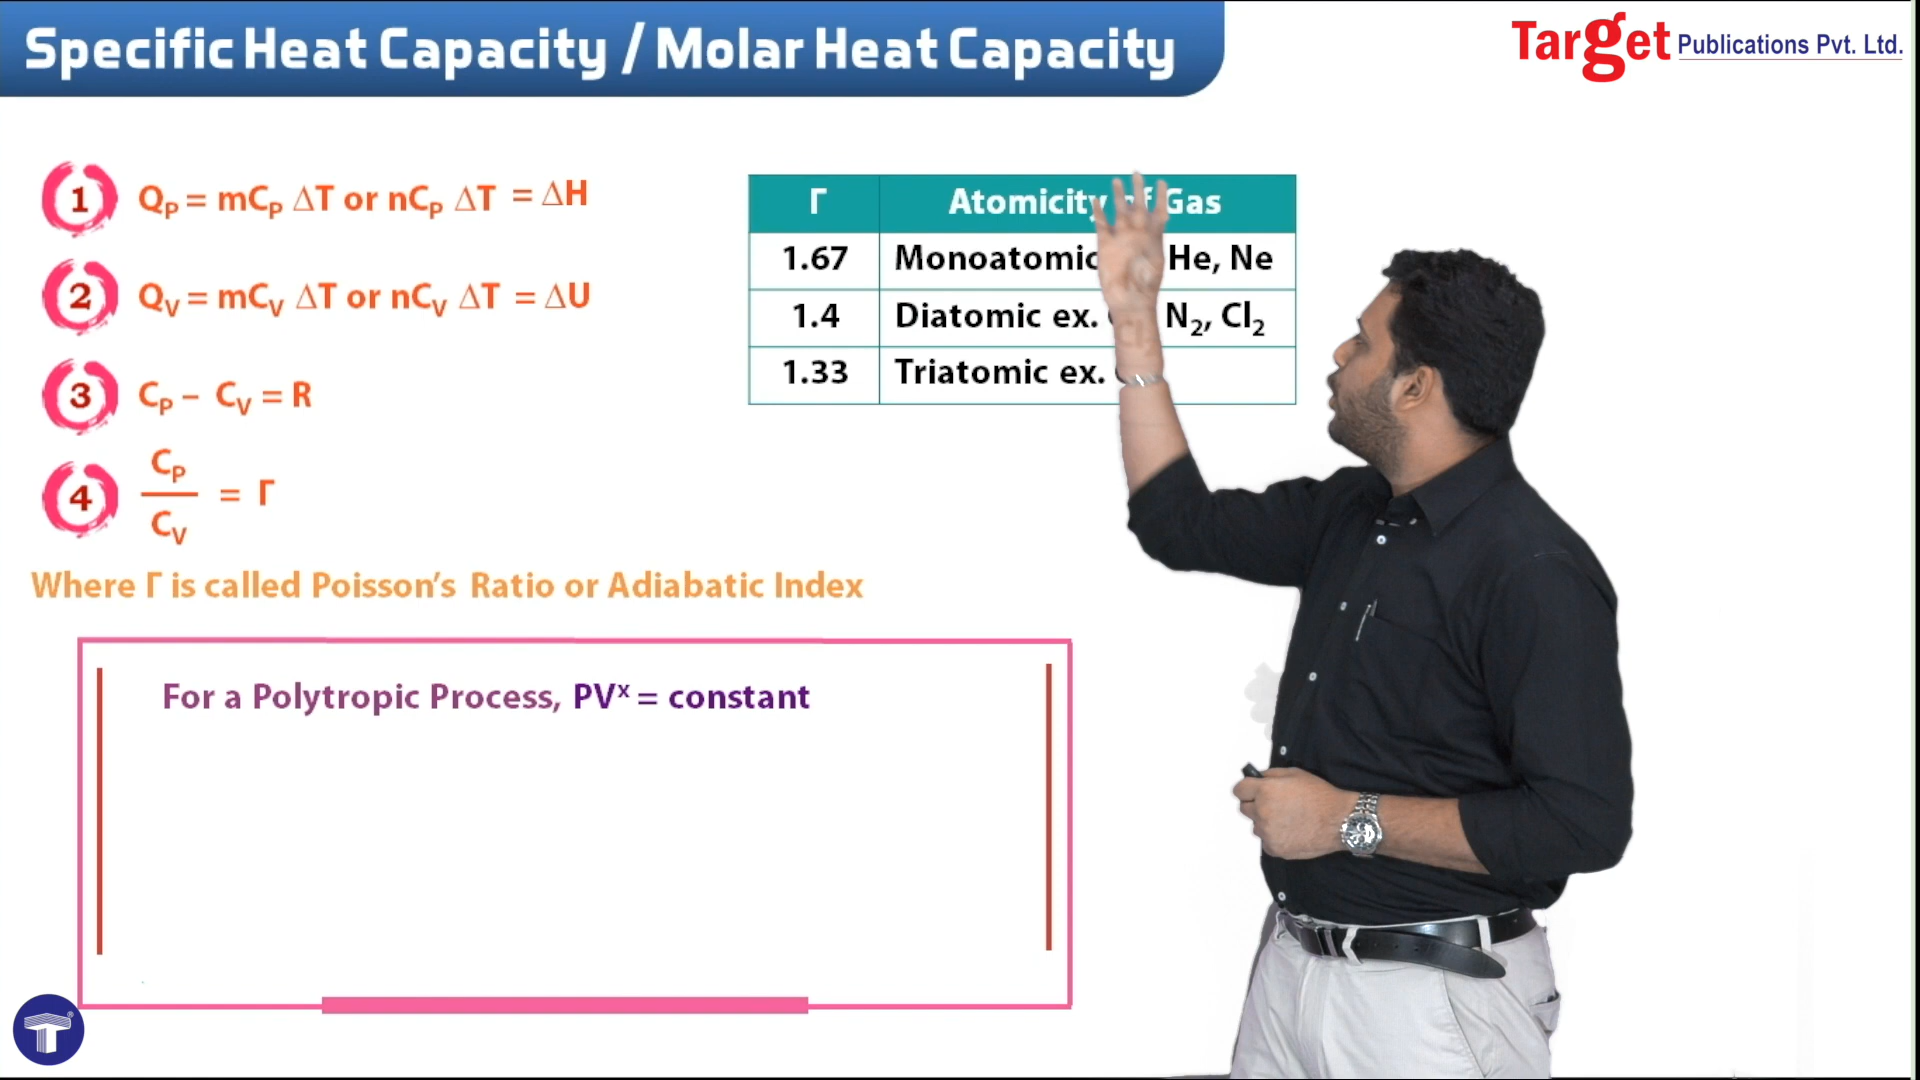 Specific Heat Capacity / Molar Heat Capacity
Target Publications Pvt. Ltd.
1 Qₚ = mCₚ ΔT or nCₚ ΔT = ΔH
2 Qᵥ = mCᵥ ΔT or nCᵥ ΔT = ΔU
3 Cₚ – Cᵥ = R
4 Cₚ / Cᵥ = Γ
Where Γ is called Poisson's Ratio or Adiabatic Index
Γ Atomicity of Gas
1.67 Monoatomic He, Ne
1.4 Diatomic ex. N₂, Cl₂
1.33 Triatomic ex.
For a Polytropic Process, PVˣ = constant
T